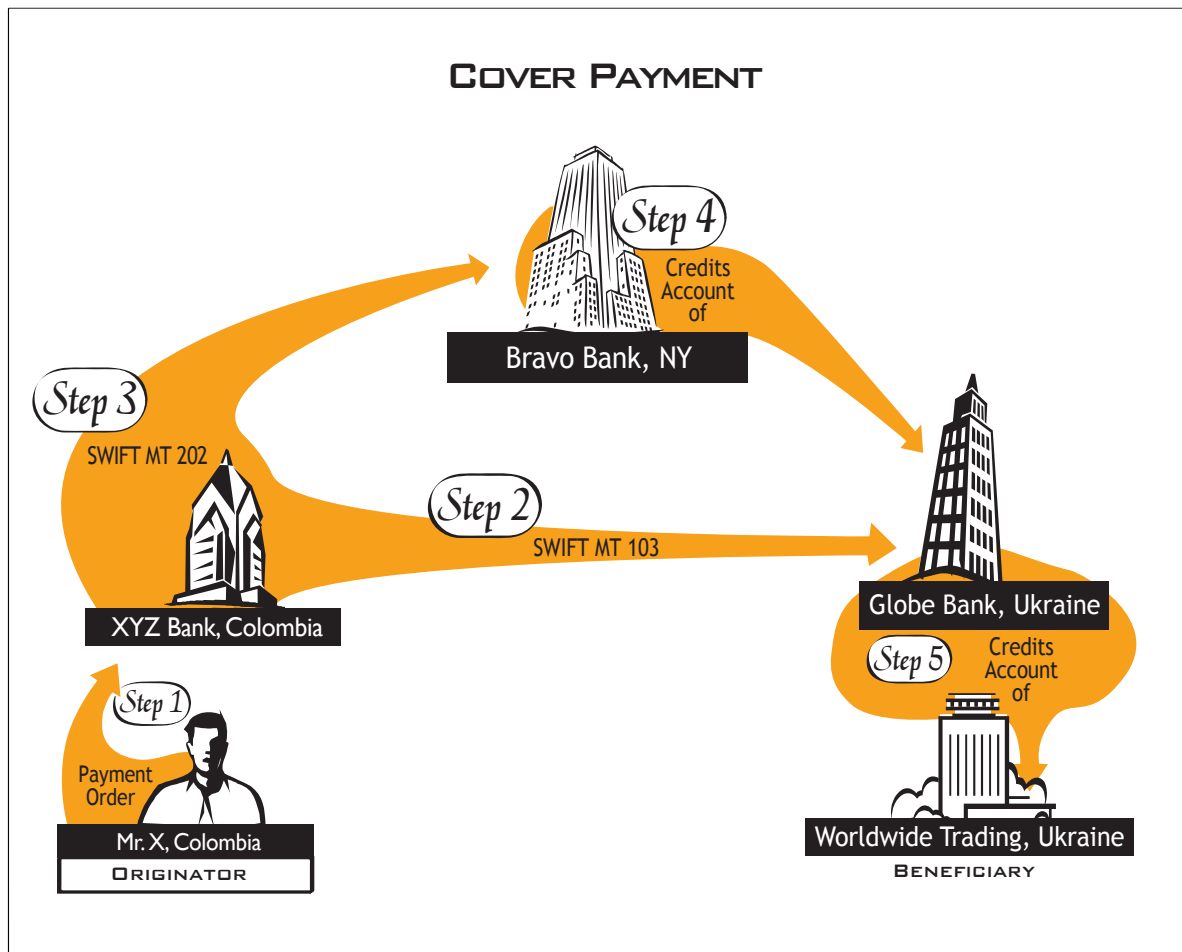 COVER PAYMENT
Step 4
Credits
Account
of
Bravo Bank, NY
Step 3
SWIFT MT 202
Step 2
SWIFT MT 103
XYZ Bank, Colombia
Globe Bank, Ukraine
Step 5
Credits
Account
of
Step 1
Payment
Order
Mr. X, Colombia
ORIGINATOR
Worldwide Trading, Ukraine
BENEFICIARY